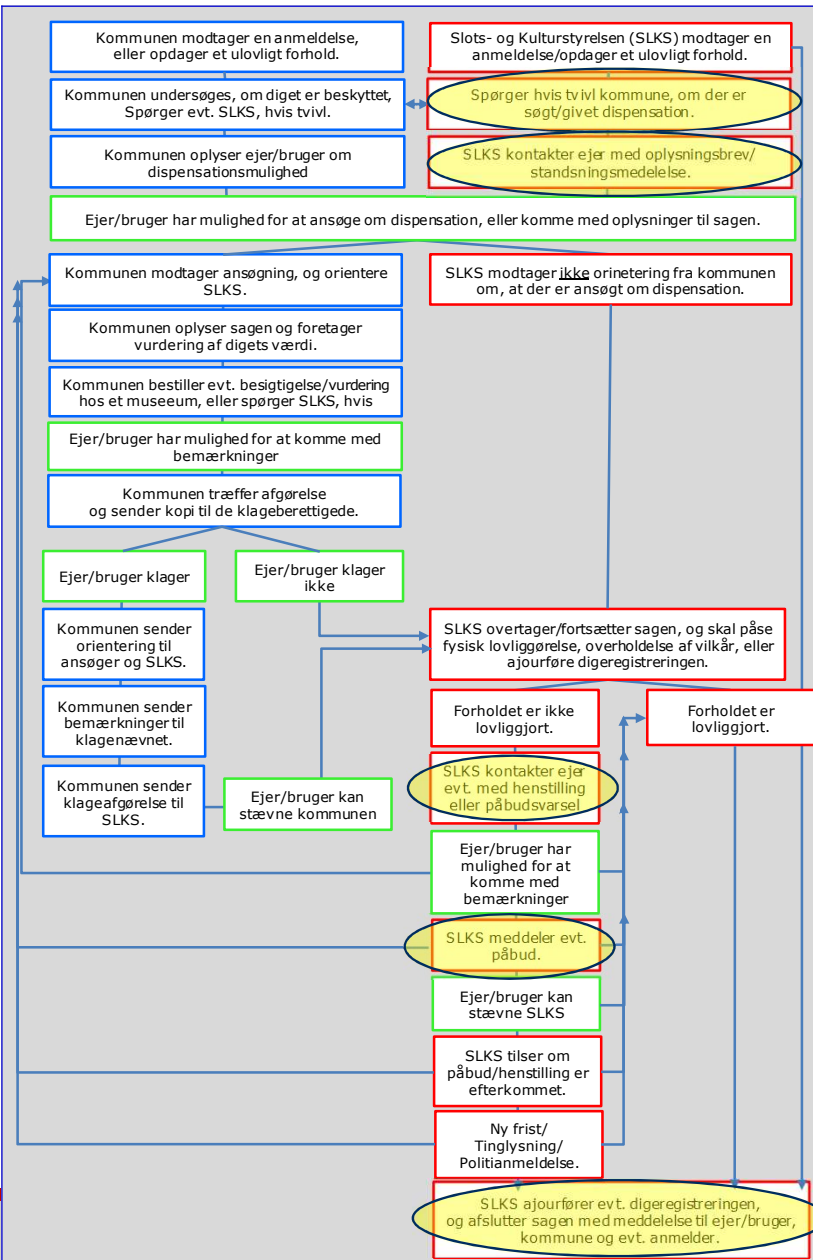 Kommunen modtager en anmeldelse,
eller opdager et ulovligt forhold.
Slots- og Kulturstyrelsen (SLKS) modtager en
anmeldelse/opdager et ulovligt forhold.
Kommunen undersøges, om diget er beskyttet,
Spørger evt. SLKS, hvis tvivl.
Spørger hvis tvivl kommune, om der er
søgt/givet dispensation.
Kommunen oplyser ejer/bruger om
dispensationsmulighed
SLKS kontakter ejer med oplysningsbrev/
standsningsmedelelse.
Ejer/bruger har mulighed for at ansøge om dispensation, eller komme med oplysninger til sagen.
Kommunen modtager ansøgning, og orientere
SLKS.
SLKS modtager ikke orinetering fra kommunen
om, at der er ansøgt om dispensation.
Kommunen oplyser sagen og foretager
vurdering af digets værdi.
Kommunen bestiller evt. besigtigelse/vurdering
hos et museeum, eller spørger SLKS, hvis
Ejer/bruger har mulighed for at komme med
bemærkninger
Kommunen træffer afgørelse
og sender kopi til de klageberettigede.
Ejer/bruger klager
Ejer/bruger klager
ikke
Kommunen sender
orientering til
ansøger og SLKS.
SLKS overtager/fortsætter sagen, og skal påse
fysisk lovliggørelse, overholdelse af vilkår, eller
ajourføre digeregistreringen.
Kommunen sender
bemærkninger til
klagenævnet.
Forholdet er ikke
lovliggjort.
Forholdet er
lovliggjort.
Kommunen sender
klageafgørelse til
SLKS.
Ejer/bruger kan
stævne kommunen
SLKS kontakter ejer
evt. med henstilling
eller påbudsvarsel
Ejer/bruger har
mulighed for at
komme med
bemærkninger
SLKS meddeler evt.
påbud.
Ejer/bruger kan
stævne SLKS
SLKS tilser om
påbud/henstilling er
efterkommet.
Ny frist/
Tinglysning/
Politianmeldelse.
SLKS ajourfører evt. digeregistreringen,
og afslutter sagen med meddelelse til ejer/bruger,
kommune og evt. anmelder.